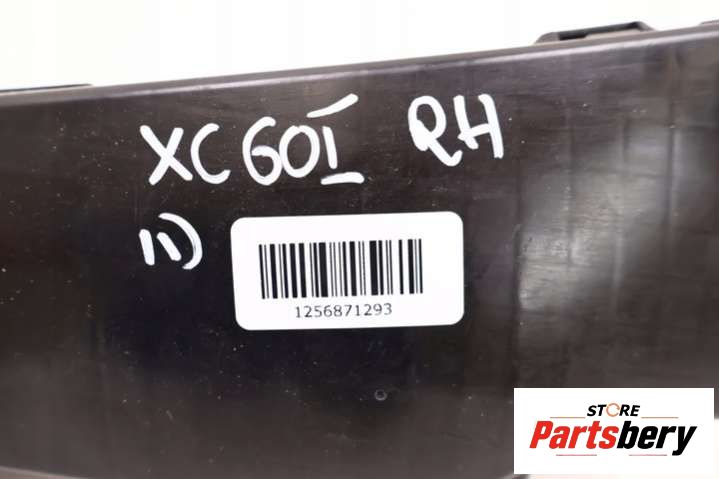 XC60I RH
11)
1256871293
STORE
Partsbery